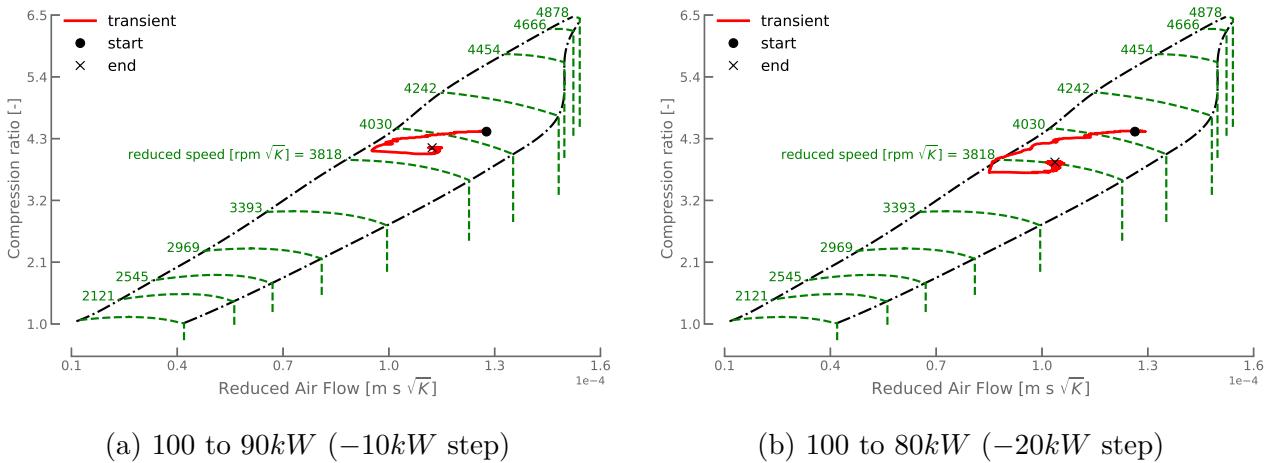 6.5
5.4
4.3
3.2
2.1
1.0
Compression ratio [-]
transient
start
end
4878
4666
4454
4242
4030
reduced speed [rpm √K] = 3818
3393
2969
2545
2121
0.1 0.4 0.7 1.0 1.3 1.6
1e−4
Reduced Air Flow [m s √K]
(a) 100 to 90kW (−10kW step)
6.5
5.4
4.3
3.2
2.1
1.0
Compression ratio [-]
transient
start
end
4878
4666
4454
4242
4030
reduced speed [rpm √K] = 3818
3393
2969
2545
2121
0.1 0.4 0.7 1.0 1.3 1.6
1e−4
Reduced Air Flow [m s √K]
(b) 100 to 80kW (−20kW step)